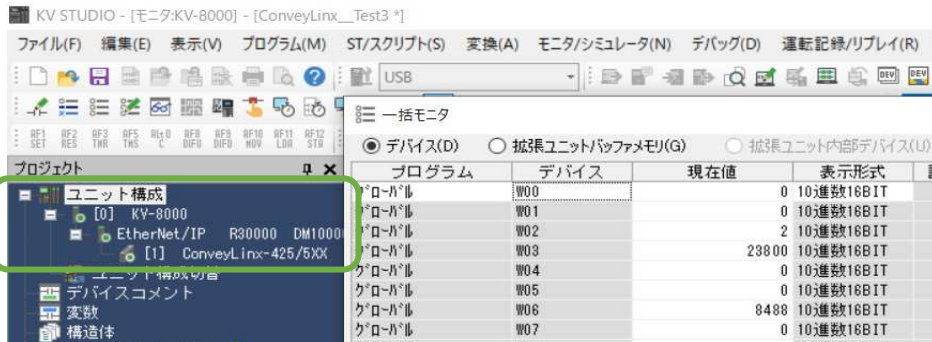 KV STUDIO - [モニタ:KV-8000] - [ConveyLinx__Test3 *]
ファイル(F) 編集(E) 表示(V) プログラム(M) ST/スクリプト(S) 変換(A) モニタ/シミュレータ(N) デバッグ(D) 運転記録/リプレイ(R)
USB
一括モニタ
デバイス(D) 拡張ユニットバッファメモリ(G) 拡張ユニット内部デバイス(U)
プロジェクト
ユニット構成
[0] KV-8000
EtherNet/IP R30000 DM1000
[1] ConveyLinx-425/5XX
ユニット構成切替
デバイスコメント
変数
構造体
プログラム デバイス 現在値 表示形式
グローバル W00 0 10進数16BIT
グローバル W01 0 10進数16BIT
グローバル W02 2 10進数16BIT
グローバル W03 23800 10進数16BIT
グローバル W04 0 10進数16BIT
グローバル W05 0 10進数16BIT
グローバル W06 8488 10進数16BIT
グローバル W07 0 10進数16BIT